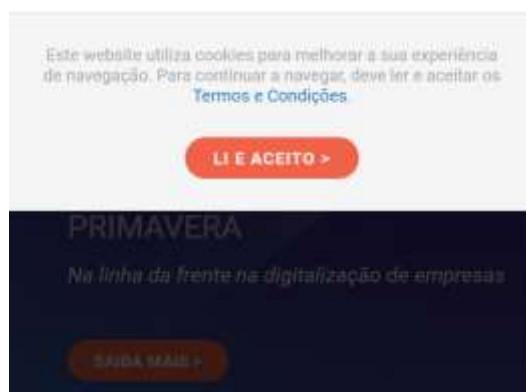 Este website utiliza cookies para melhorar a sua experiência
de navegação. Para continuar a navegar, deve ler e aceitar os
Termos e Condições.
LI E ACEITO >
PRIMAVERA
Na linha da frente na digitalização de empresas
SAIBA MAIS >